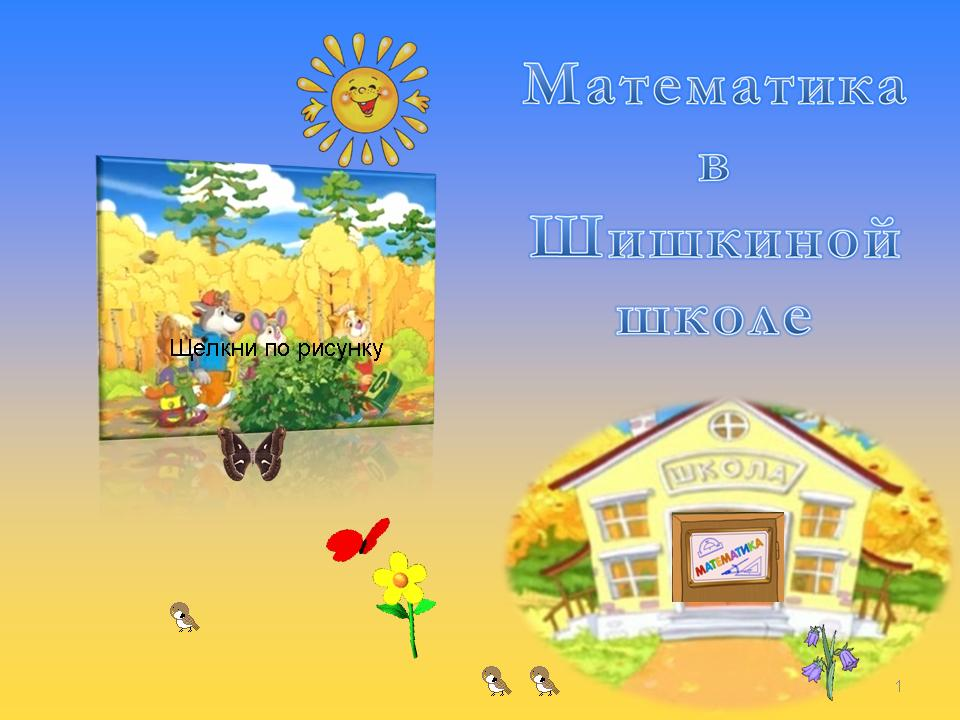 Математика
в
Шишкиной
школе
Щелкни по рисунку
ШКОЛА
МАТЕМАТИКА
1